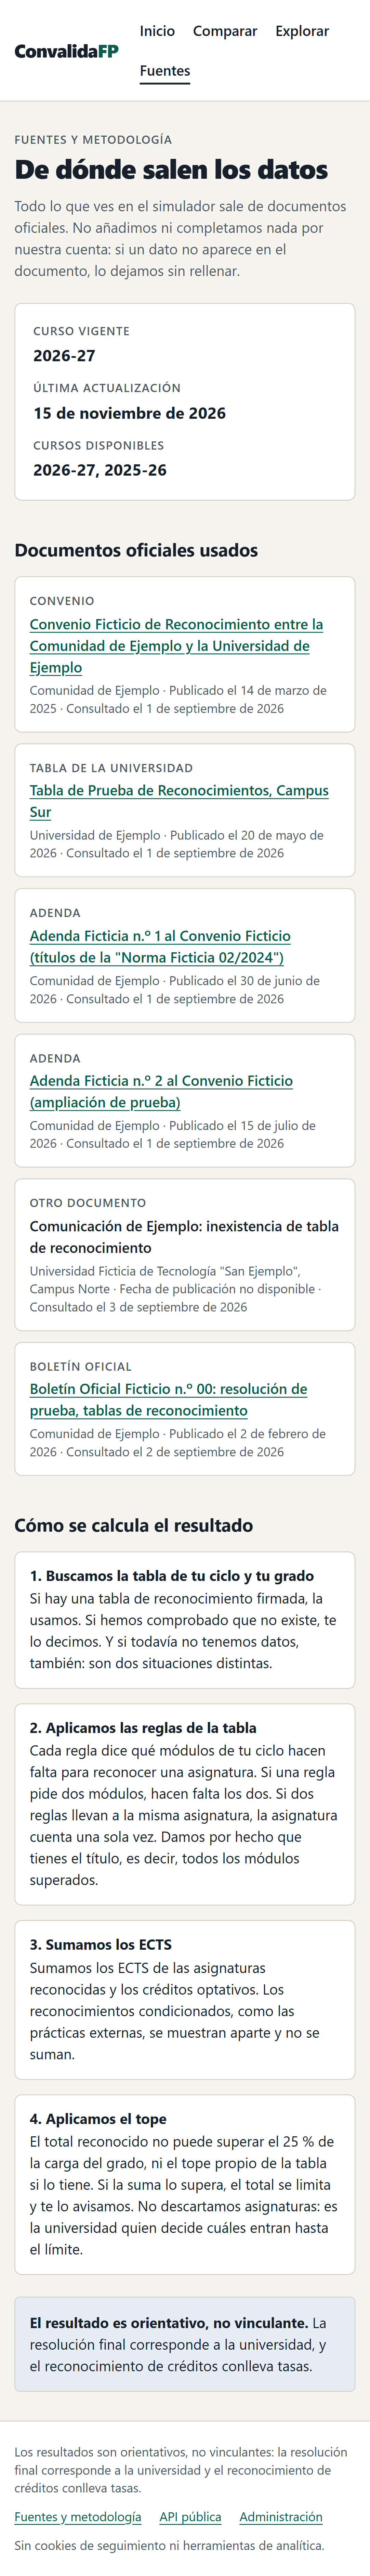 ConvalidaFP
Inicio Comparar Explorar
Fuentes
FUENTES Y METODOLOGÍA
De dónde salen los datos
Todo lo que ves en el simulador sale de documentos
oficiales. No añadimos ni completamos nada por
nuestra cuenta: si un dato no aparece en el
documento, lo dejamos sin rellenar.
CURSO VIGENTE
2026-27
ÚLTIMA ACTUALIZACIÓN
15 de noviembre de 2026
CURSOS DISPONIBLES
2026-27, 2025-26
Documentos oficiales usados
CONVENIO
Convenio Ficticio de Reconocimiento entre la
Comunidad de Ejemplo y la Universidad de
Ejemplo
Comunidad de Ejemplo · Publicado el 14 de marzo de
2025 · Consultado el 1 de septiembre de 2026
TABLA DE LA UNIVERSIDAD
Tabla de Prueba de Reconocimientos, Campus
Sur
Universidad de Ejemplo · Publicado el 20 de mayo de
2026 · Consultado el 1 de septiembre de 2026
ADENDA
Adenda Ficticia n.º 1 al Convenio Ficticio
(títulos de la "Norma Ficticia 02/2024")
Comunidad de Ejemplo · Publicado el 30 de junio de
2026 · Consultado el 1 de septiembre de 2026
ADENDA
Adenda Ficticia n.º 2 al Convenio Ficticio
(ampliación de prueba)
Comunidad de Ejemplo · Publicado el 15 de julio de
2026 · Consultado el 1 de septiembre de 2026
OTRO DOCUMENTO
Comunicación de Ejemplo: inexistencia de tabla
de reconocimiento
Universidad Ficticia de Tecnología "San Ejemplo",
Campus Norte · Fecha de publicación no disponible ·
Consultado el 3 de septiembre de 2026
BOLETÍN OFICIAL
Boletín Oficial Ficticio n.º 00: resolución de
prueba, tablas de reconocimiento
Comunidad de Ejemplo · Publicado el 2 de febrero de
2026 · Consultado el 2 de septiembre de 2026
Cómo se calcula el resultado
1. Buscamos la tabla de tu ciclo y tu grado
Si hay una tabla de reconocimiento firmada, la
usamos. Si hemos comprobado que no existe, te
lo decimos. Y si todavía no tenemos datos,
también: son dos situaciones distintas.
2. Aplicamos las reglas de la tabla
Cada regla dice qué módulos de tu ciclo hacen
falta para reconocer una asignatura. Si una regla
pide dos módulos, hacen falta los dos. Si dos
reglas llevan a la misma asignatura, la asignatura
cuenta una sola vez. Damos por hecho que
tienes el título, es decir, todos los módulos
superados.
3. Sumamos los ECTS
Sumamos los ECTS de las asignaturas
reconocidas y los créditos optativos. Los
reconocimientos condicionados, como las
prácticas externas, se muestran aparte y no se
suman.
4. Aplicamos el tope
El total reconocido no puede superar el 25 % de
la carga del grado, ni el tope propio de la tabla
si lo tiene. Si la suma lo supera, el total se limita
y te lo avisamos. No descartamos asignaturas: es
la universidad quien decide cuáles entran hasta
el límite.
El resultado es orientativo, no vinculante. La
resolución final corresponde a la universidad, y
el reconocimiento de créditos conlleva tasas.
Los resultados son orientativos, no vinculantes: la resolución
final corresponde a la universidad y el reconocimiento de
créditos conlleva tasas.
Fuentes y metodología API pública Administración
Sin cookies de seguimiento ni herramientas de analítica.